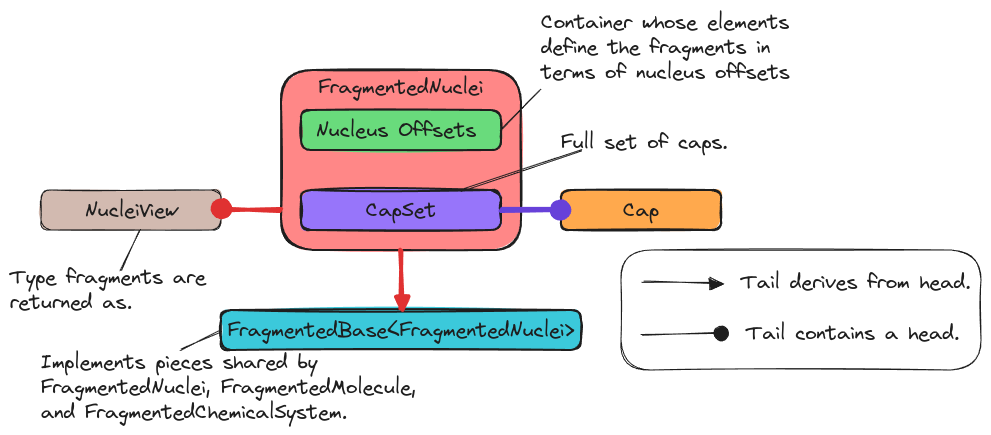 Container whose elements
define the fragments in
terms of nucleus offsets
FragmentedNuclei
Nucleus Offsets
Full set of caps.
NucleiView
CapSet
Cap
Type fragments are
returned as.
Tail derives from head.
FragmentedBase<FragmentedNuclei>
Tail contains a head.
Implements pieces shared by
FragmentedNuclei, FragmentedMolecule,
and FragmentedChemicalSystem.